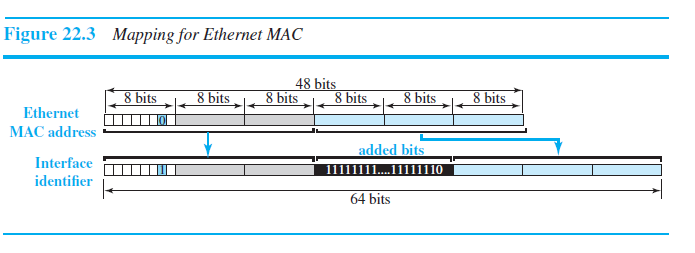 Figure 22.3 Mapping for Ethernet MAC
48 bits
8 bits 8 bits 8 bits 8 bits 8 bits 8 bits
Ethernet
MAC address
0
added bits
Interface
identifier
1 11111111....11111110
64 bits